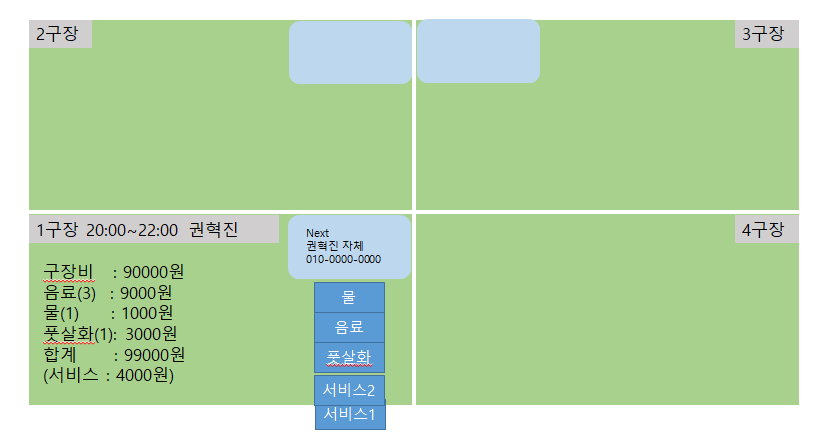 2구장
3구장
1구장 20:00~22:00 권혁진
Next
권혁진 자체
010-0000-0000
구장비 : 90000원
음료(3) : 9000원
물(1) : 1000원
풋살화(1): 3000원
합계 : 99000원
(서비스 : 4000원)
물
음료
풋살화
서비스2
서비스1
4구장